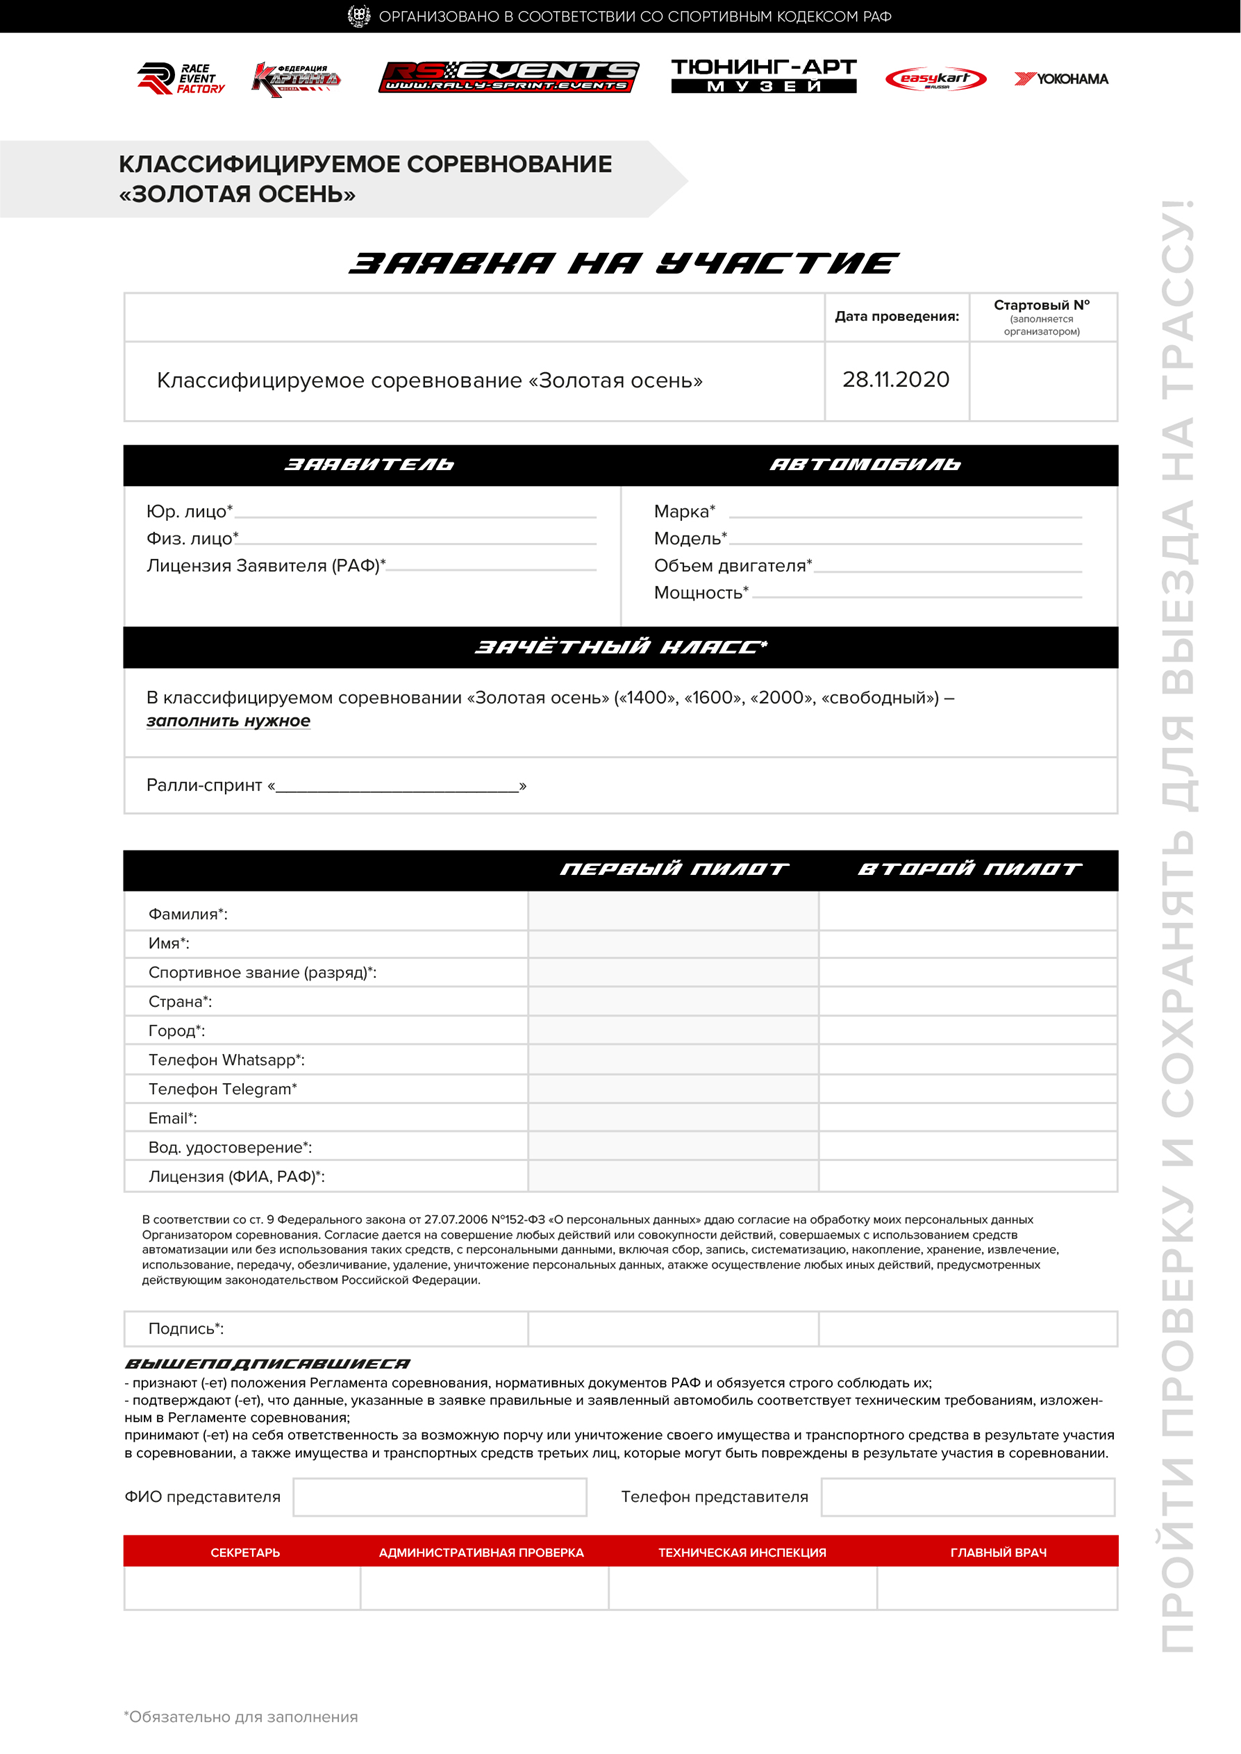 ОРГАНИЗОВАНО В СООТВЕТСТВИИ СО СПОРТИВНЫМ КОДЕКСОМ РАФ
RACE
EVENT
FACTORY
ФЕДЕРАЦИЯ
КАРТИНГА
МОСКВА
RS EVENTS
WWW.RALLY-SPRINT.EVENTS
ТЮНИНГ-АРТ
МУЗЕЙ
easykart
RUSSIA
YOKOHAMA
КЛАССИФИЦИРУЕМОЕ СОРЕВНОВАНИЕ
«ЗОЛОТАЯ ОСЕНЬ»
ЗАЯВКА НА УЧАСТИЕ
Дата проведения:
Стартовый №
(заполняется
организатором)
Классифицируемое соревнование «Золотая осень»
28.11.2020
ЗАЯВИТЕЛЬ
АВТОМОБИЛЬ
Юр. лицо*
Физ. лицо*
Лицензия Заявителя (РАФ)*
Марка*
Модель*
Объем двигателя*
Мощность*
ЗАЧЁТНЫЙ КЛАСС*
В классифицируемом соревновании «Золотая осень» («1400», «1600», «2000», «свободный») –
заполнить нужное
Ралли-спринт «________________________»
ПЕРВЫЙ ПИЛОТ
ВТОРОЙ ПИЛОТ
Фамилия*:
Имя*:
Спортивное звание (разряд)*:
Страна*:
Город*:
Телефон Whatsapp*:
Телефон Telegram*
Email*:
Вод. удостоверение*:
Лицензия (ФИА, РАФ)*:
В соответствии со ст. 9 Федерального закона от 27.07.2006 №152-ФЗ «О персональных данных» ддаю согласие на обработку моих персональных данных
Организатором соревнования. Согласие дается на совершение любых действий или совокупности действий, совершаемых с использованием средств
автоматизации или без использования таких средств, с персональными данными, включая сбор, запись, систематизацию, накопление, хранение, извлечение,
использование, передачу, обезличивание, удаление, уничтожение персональных данных, атакже осуществление любых иных действий, предусмотренных
действующим законодательством Российской Федерации.
Подпись*:
ВЫШЕПОДПИСАВШИЕСЯ
- признают (-ет) положения Регламента соревнования, нормативных документов РАФ и обязуется строго соблюдать их;
- подтверждают (-ет), что данные, указанные в заявке правильные и заявленный автомобиль соответствует техническим требованиям, изложен-
ным в Регламенте соревнования;
принимают (-ет) на себя ответственность за возможную порчу или уничтожение своего имущества и транспортного средства в результате участия
в соревновании, а также имущества и транспортных средств третьих лиц, которые могут быть повреждены в результате участия в соревновании.
ФИО представителя
Телефон представителя
СЕКРЕТАРЬ
АДМИНИСТРАТИВНАЯ ПРОВЕРКА
ТЕХНИЧЕСКАЯ ИНСПЕКЦИЯ
ГЛАВНЫЙ ВРАЧ
*Обязательно для заполнения
ПРОЙТИ ПРОВЕРКУ И СОХРАНЯТЬ ДЛЯ ВЫЕЗДА НА ТРАССУ!